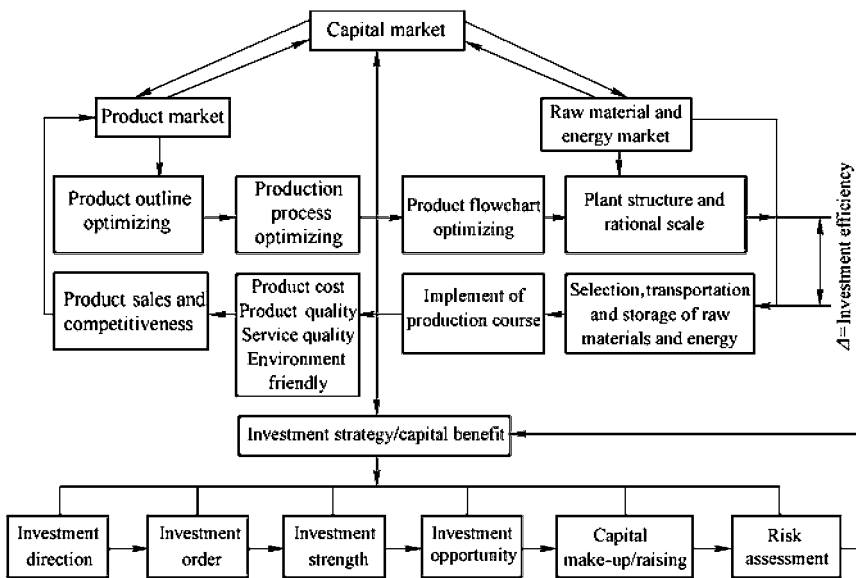 Capital market
Product market
Raw material and
energy market
Product outline
optimizing
Production
process
optimizing
Product flowchart
optimizing
Plant structure and
rational scale
Δ=Investment efficiency
Product sales and
competitiveness
Product cost
Product quality
Service quality
Environment
friendly
Implement of
production course
Selection,transportation
and storage of raw
materials and energy
Investment strategy/capital benefit
Investment
direction
Investment
order
Investment
strength
Investment
opportunity
Capital
make-up/raising
Risk
assessment